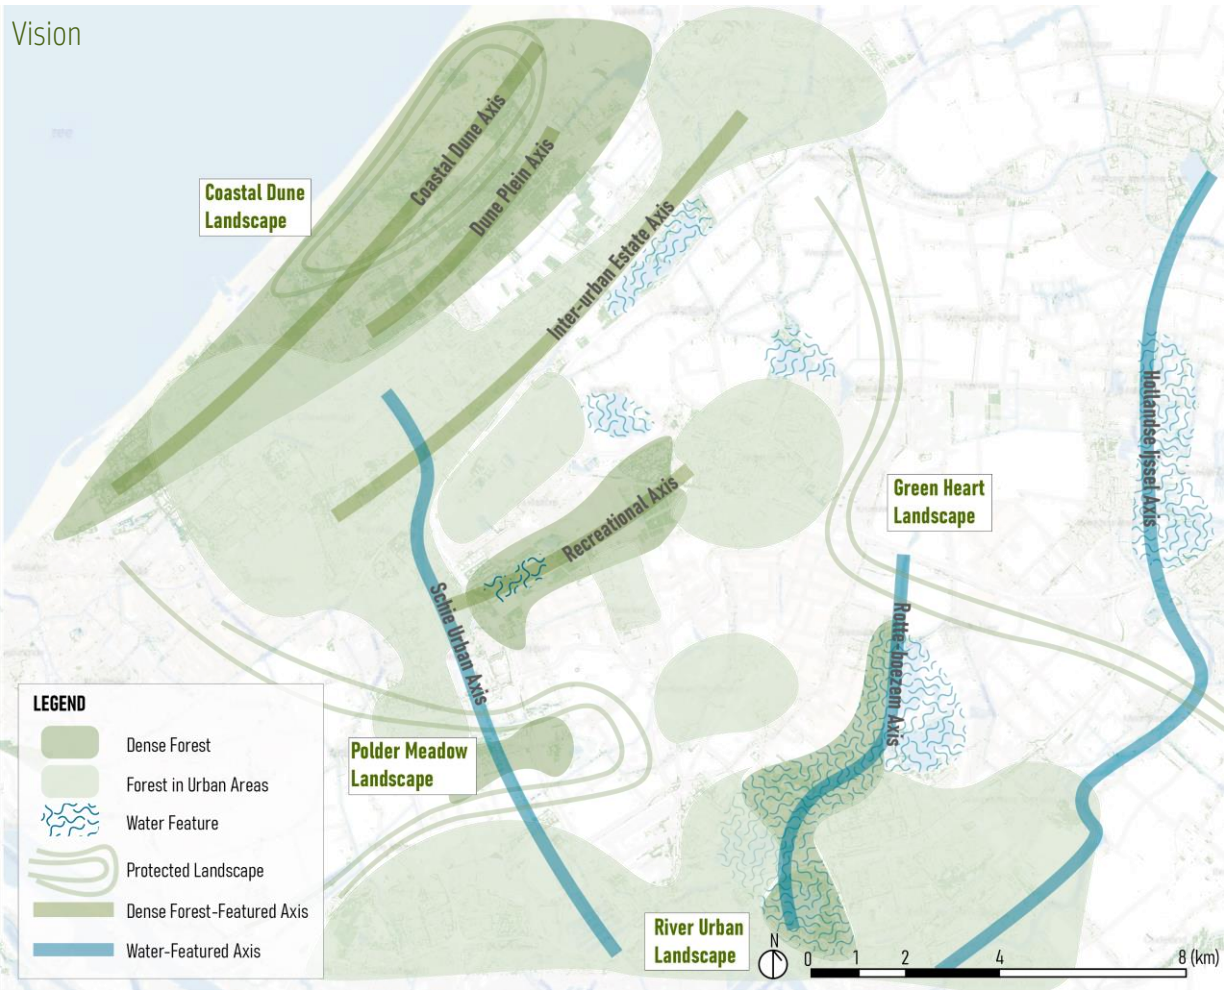 Vision
Coastal Dune Axis
Dune Plein Axis
Coastal Dune
Landscape
Inter-urban Estate Axis
Hollandse Ijssel Axis
Recreational Axis
Green Heart
Landscape
Schie Urban Axis
Rotte-boezem Axis
Polder Meadow
Landscape
River Urban
Landscape
LEGEND
Dense Forest
Forest in Urban Areas
Water Feature
Protected Landscape
Dense Forest-Featured Axis
Water-Featured Axis
N
0 1 2 4 8 (km)